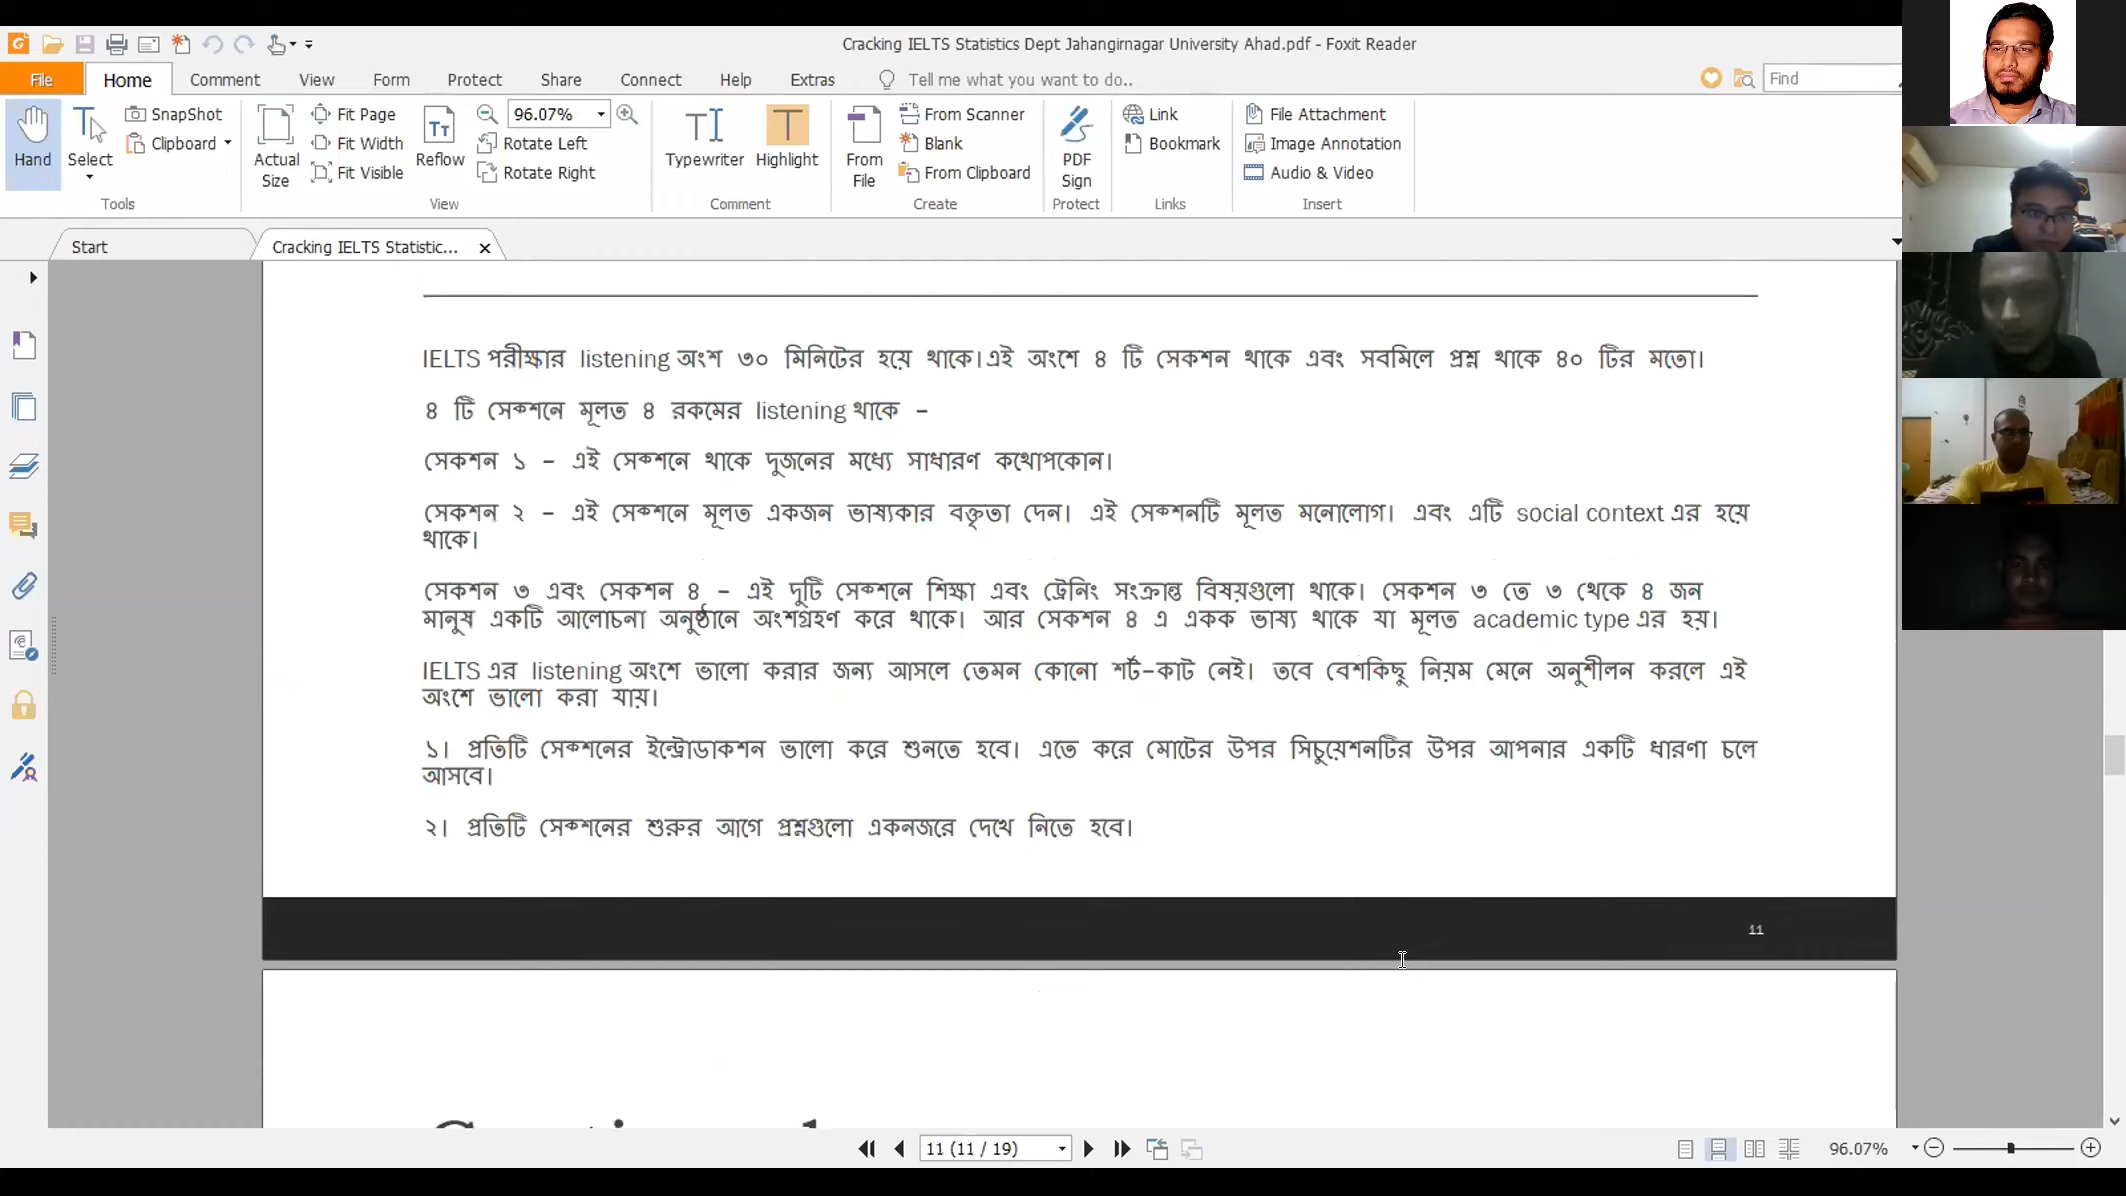 Cracking IELTS Statistics Dept Jahangirnagar University Ahad.pdf - Foxit Reader
File Home Comment View Form Protect Share Connect Help Extras Tell me what you want to do.. Find
Hand
Select
SnapShot
Clipboard
Tools
Actual Size
Fit Page
Fit Width
Fit Visible
Reflow
96.07%
Rotate Left
Rotate Right
View
Typewriter
Highlight
Comment
From File
From Scanner
Blank
From Clipboard
Create
PDF Sign
Protect
Link
Bookmark
Links
File Attachment
Image Annotation
Audio & Video
Insert
Start
Cracking IELTS Statistic...
IELTS পরীক্ষার listening অংশ ৩০ মিনিটের হয়ে থাকে।এই অংশে ৪ টি সেকশন থাকে এবং সবমিলে প্রশ্ন থাকে ৪০ টির মতো।
৪ টি সেকশনে মূলত ৪ রকমের listening থাকে –
সেকশন ১ – এই সেকশনে থাকে দুজনের মধ্যে সাধারণ কথোপকোন।
সেকশন ২ – এই সেকশনে মূলত একজন ভাষ্যকার বক্তৃতা দেন। এই সেকশনটি মূলত মনোলোগ। এবং এটি social context এর হয়ে
থাকে।
সেকশন ৩ এবং সেকশন ৪ – এই দুটি সেকশনে শিক্ষা এবং ট্রেনিং সংক্রান্ত বিষয়গুলো থাকে। সেকশন ৩ তে ৩ থেকে ৪ জন
মানুষ একটি আলোচনা অনুষ্ঠানে অংশগ্রহণ করে থাকে। আর সেকশন ৪ এ একক ভাষ্য থাকে যা মূলত academic type এর হয়।
IELTS এর listening অংশে ভালো করার জন্য আসলে তেমন কোনো শর্ট-কাট নেই। তবে বেশকিছু নিয়ম মেনে অনুশীলন করলে এই
অংশে ভালো করা যায়।
১। প্রতিটি সেকশনের ইন্ট্রোডাকশন ভালো করে শুনতে হবে। এতে করে মোটের উপর সিচুয়েশনটির উপর আপনার একটি ধারণা চলে
আসবে।
২। প্রতিটি সেকশনের শুরুর আগে প্রশ্নগুলো একনজরে দেখে নিতে হবে।
11
11 (11 / 19)
96.07%